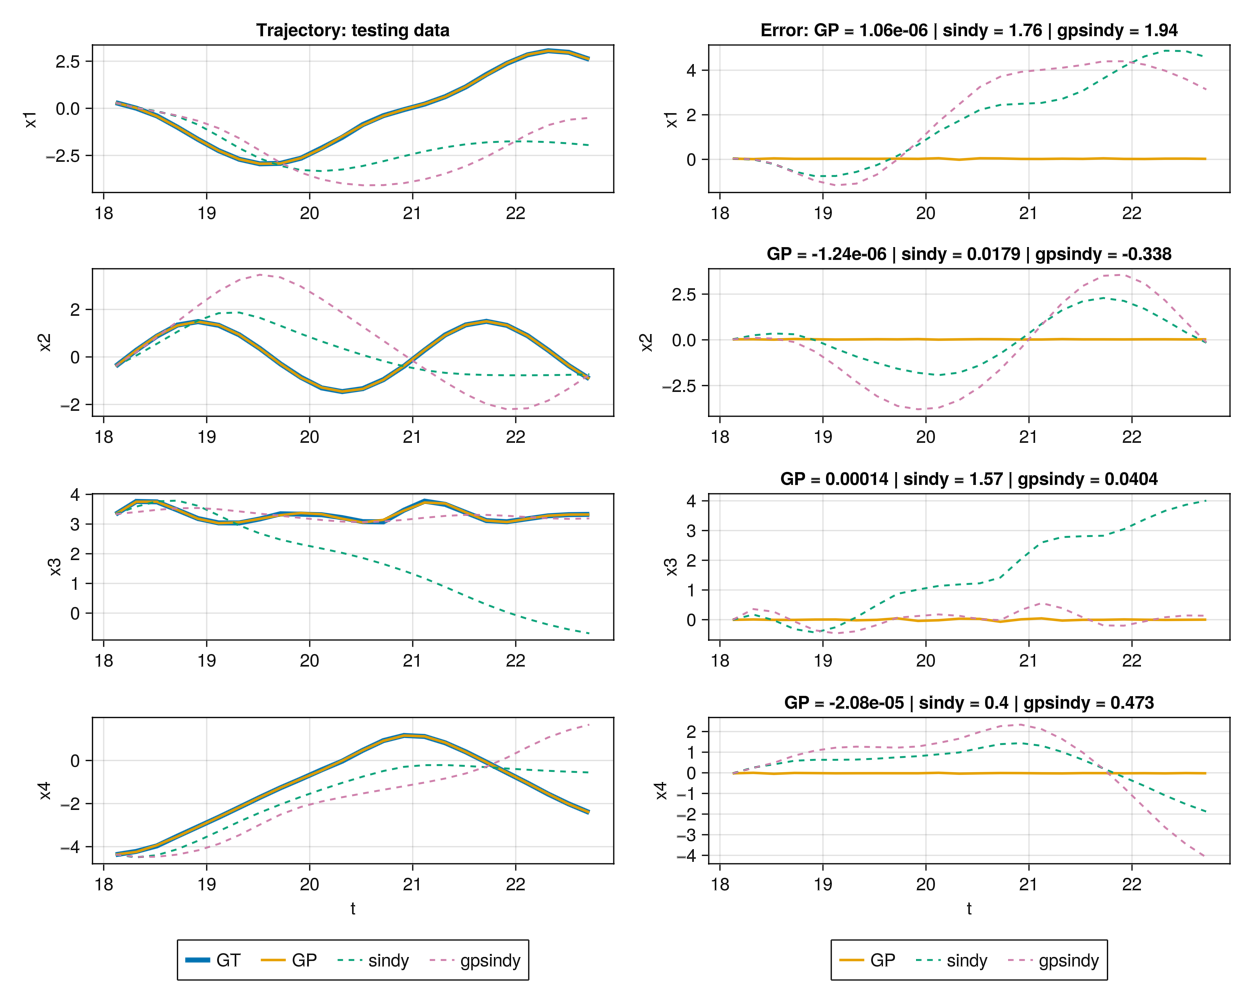 Trajectory: testing data
x1
2.5
0.0
−2.5
18 19 20 21 22
Error: GP = 1.06e-06 | sindy = 1.76 | gpsindy = 1.94
x1
4
2
0
18 19 20 21 22
x2
2
0
−2
18 19 20 21 22
GP = -1.24e-06 | sindy = 0.0179 | gpsindy = -0.338
x2
2.5
0.0
−2.5
18 19 20 21 22
x3
4
3
2
1
0
18 19 20 21 22
GP = 0.00014 | sindy = 1.57 | gpsindy = 0.0404
x3
4
3
2
1
0
18 19 20 21 22
x4
0
−2
−4
18 19 20 21 22
t
GP = -2.08e-05 | sindy = 0.4 | gpsindy = 0.473
x4
2
1
0
−1
−2
−3
−4
18 19 20 21 22
t
GT GP sindy gpsindy
GP sindy gpsindy